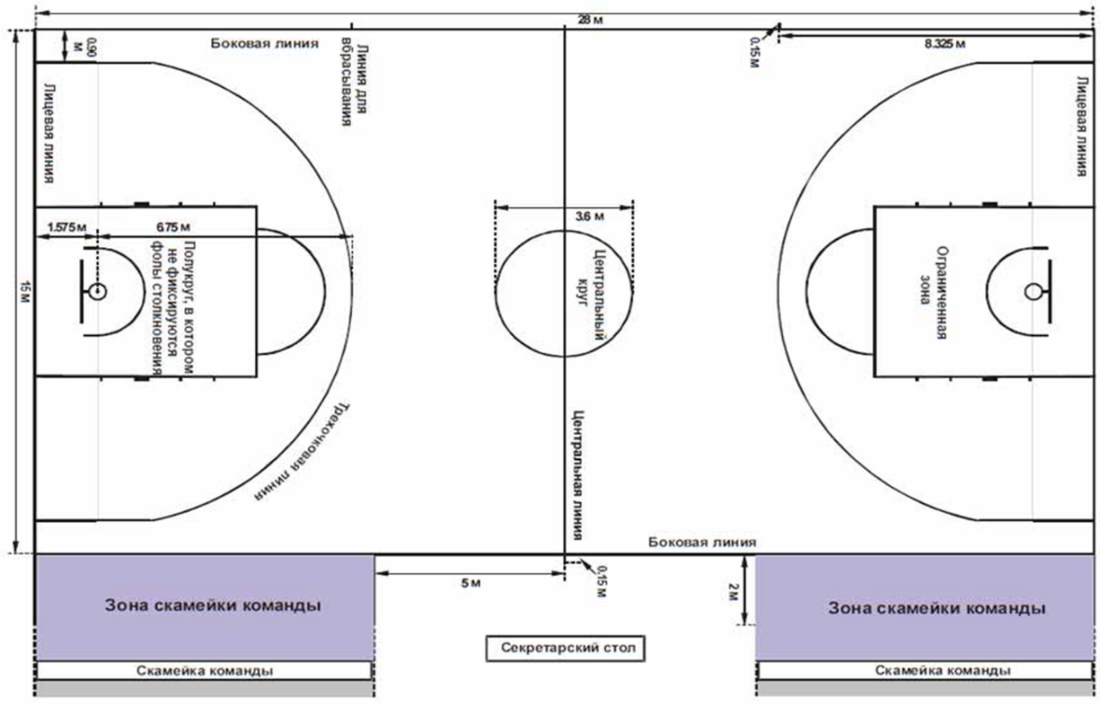 28 м
0.90
м
Боковая линия
Линия для
вбрасывания
0.15 м
8.325 м
Лицевая линия
Лицевая линия
1.575 м
6.75 м
3.6 м
Полукруг, в котором
не фиксируются
фолы столкновения
Центральный
круг
Ограниченная
зона
15 м
Трехочковая линия
Центральная линия
Боковая линия
5 м
0.15 м
2 м
Зона скамейки команды
Зона скамейки команды
Секретарский стол
Скамейка команды
Скамейка команды